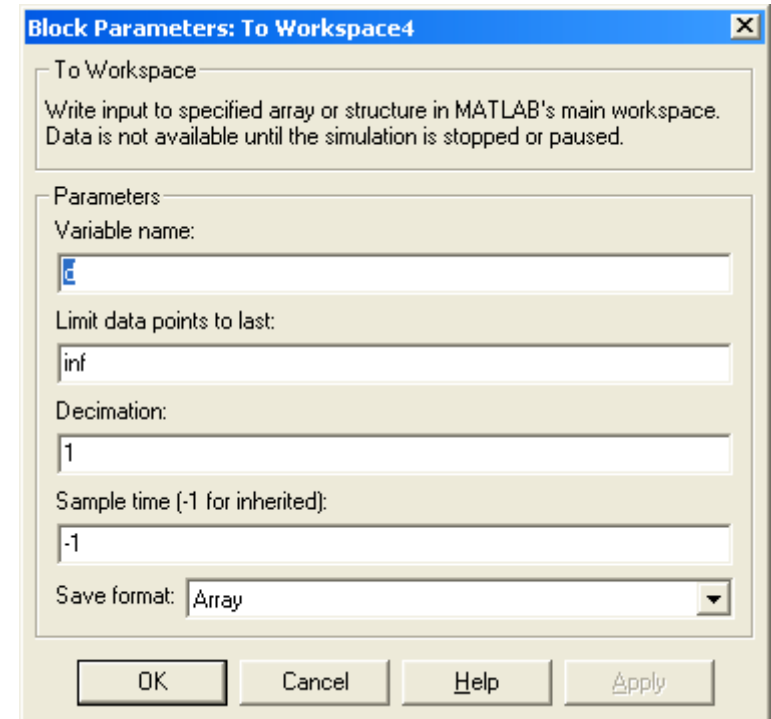 Block Parameters: To Workspace4
To Workspace
Write input to specified array or structure in MATLAB's main workspace.
Data is not available until the simulation is stopped or paused.
Parameters
Variable name:
d
Limit data points to last:
inf
Decimation:
1
Sample time (-1 for inherited):
-1
Save format: Array
OK Cancel Help Apply